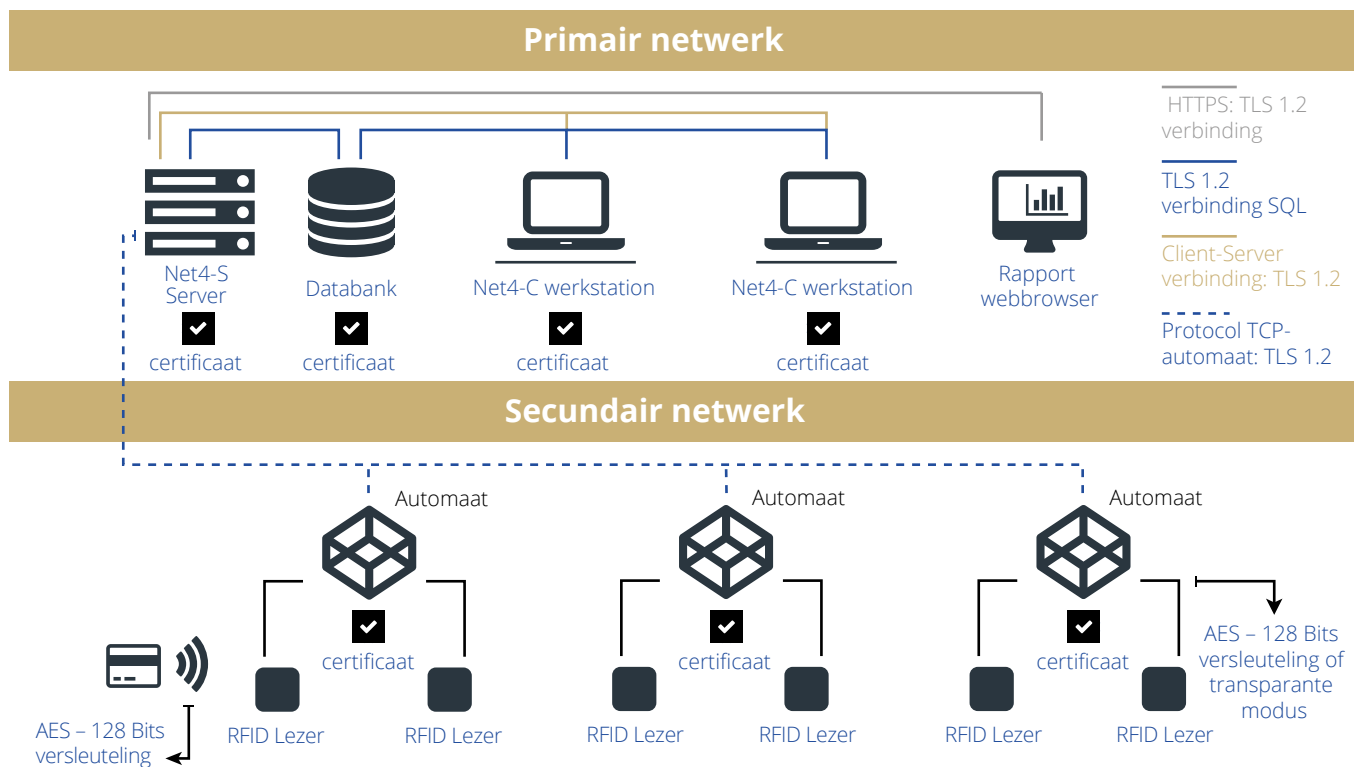 Primair netwerk
HTTPS: TLS 1.2
verbinding
TLS 1.2
verbinding SQL
Client-Server
verbinding: TLS 1.2
Protocol TCP-
automaat: TLS 1.2
Net4-S
Server
Databank
Net4-C werkstation
Net4-C werkstation
Rapport
webbrowser
certificaat
certificaat
certificaat
certificaat
Secundair netwerk
Automaat
Automaat
Automaat
certificaat
certificaat
certificaat
AES – 128 Bits
versleuteling of
transparante
modus
AES – 128 Bits
versleuteling
RFID Lezer
RFID Lezer
RFID Lezer
RFID Lezer
RFID Lezer
RFID Lezer